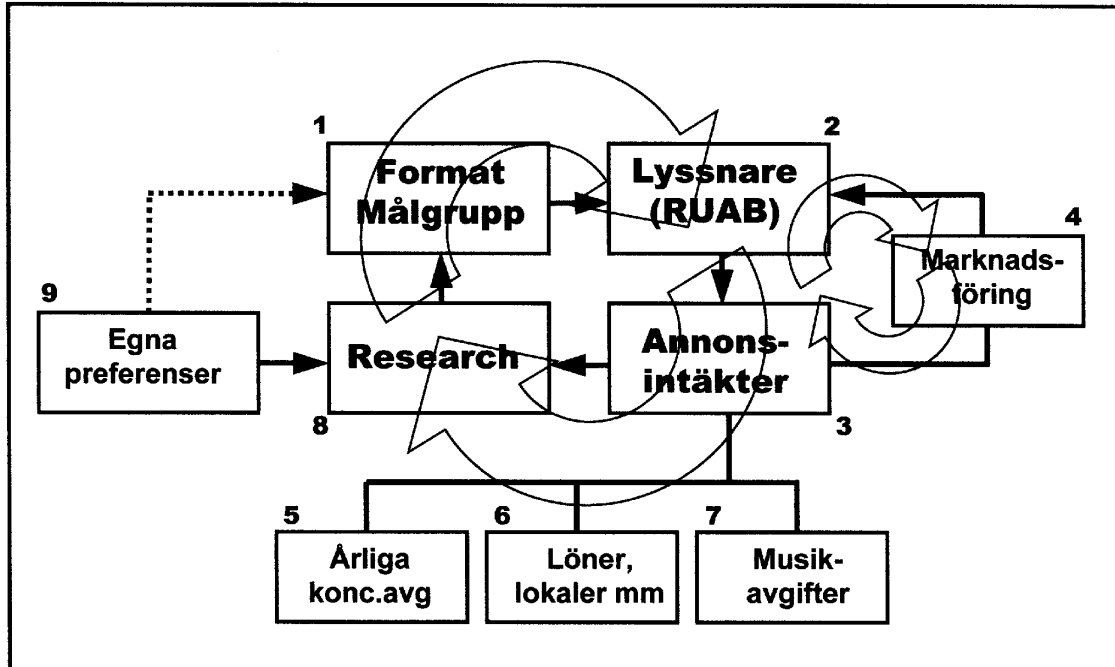 1
Format
Målgrupp
2
Lyssnare
(RUAB)
4
Marknads-
föring
9
Egna
preferenser
Research
8
Annons-
intäkter
3
5
Årliga
konc.avg
6
Löner,
lokaler mm
7
Musik-
avgifter